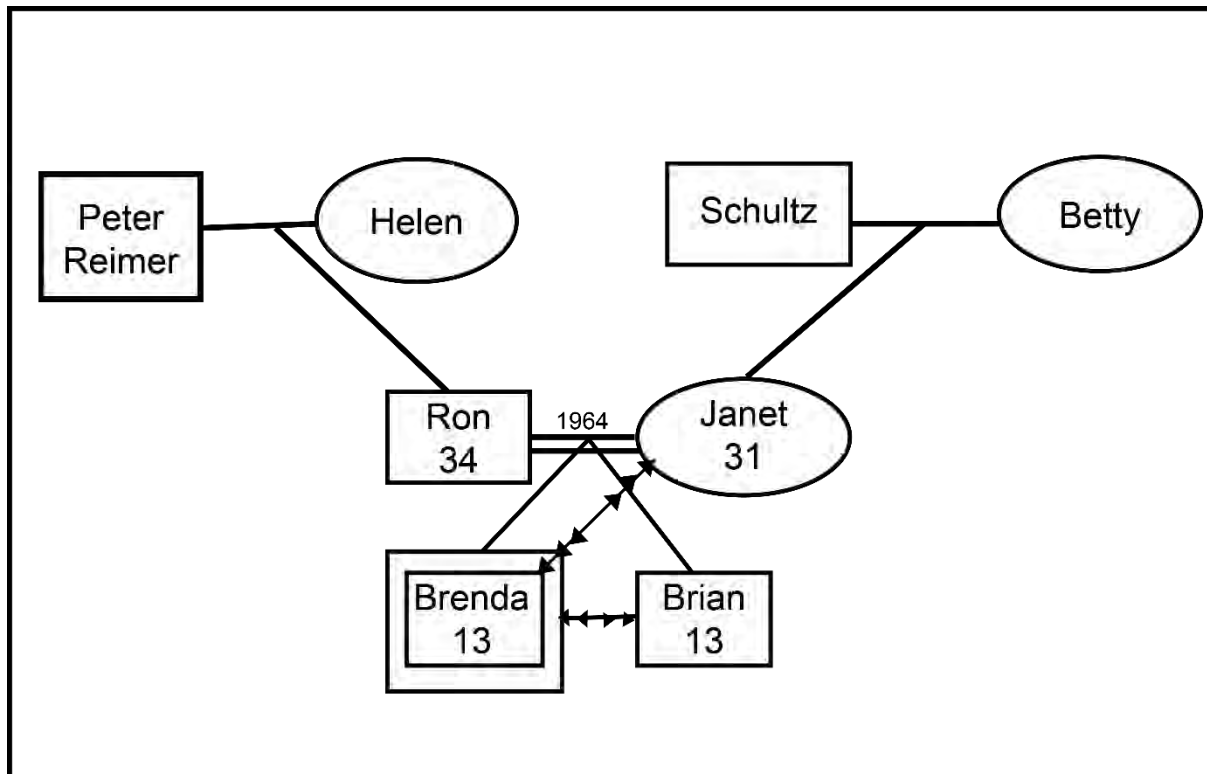 Peter
Reimer
Helen
Schultz
Betty
Ron
34
1964
Janet
31
Brenda
13
Brian
13